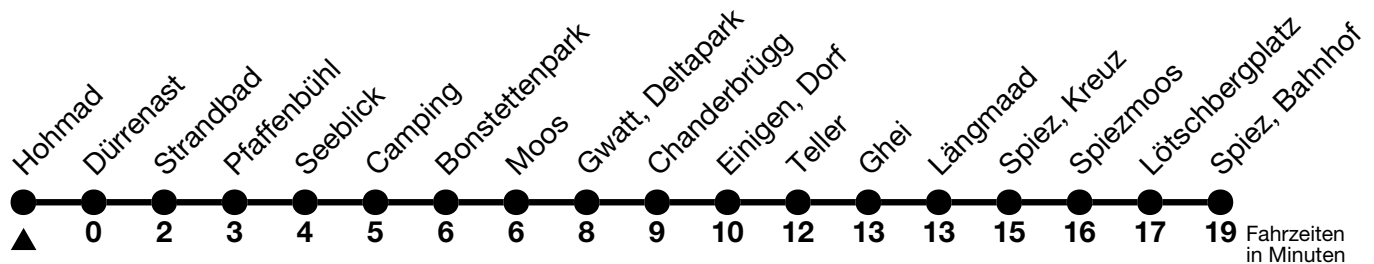 Hohmad
Dürrenast
Strandbad
Pfaffenbühl
Seeblick
Camping
Bonstettenpark
Moos
Gwatt, Deltapark
Chanderbrügg
Einigen, Dorf
Teller
Ghei
Längmaad
Spiez, Kreuz
Spiezmoos
Lötschbergplatz
Spiez, Bahnhof
0 2 3 4 5 6 6 8 9 10 12 13 13 15 16 17 19
Fahrzeiten
in Minuten